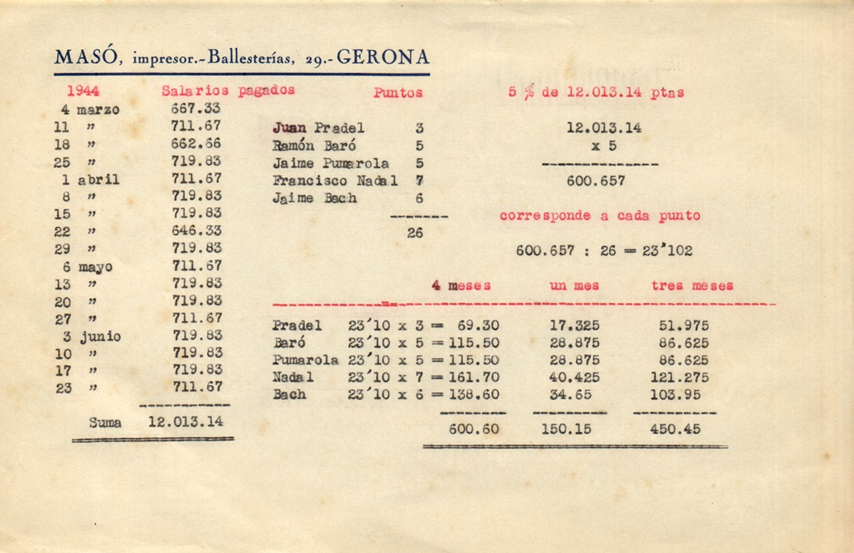 MASÓ, impresor.-Ballesterías, 29.-GERONA
1944 Salarios pagados
4 marzo 667.33
11 " 711.67
18 " 662.66
25 " 719.83
1 abril 711.67
8 " 719.83
15 " 719.83
22 " 646.33
29 " 719.83
6 mayo 711.67
13 " 719.83
20 " 719.83
27 " 711.67
3 junio 719.83
10 " 719.83
17 " 719.83
23 " 711.67
Suma 12.013.14
Puntos
Juan Pradel 3
Ramón Baró 5
Jaime Pumarola 5
Francisco Nadal 7
Jaime Bach 6
26
5 % de 12.013.14 ptas
12.013.14
x 5
600.657
corresponde a cada punto
600.657 : 26 = 23'102
4 meses un mes tres meses
Pradel 23'10 x 3 = 69.30 17.325 51.975
Baró 23'10 x 5 = 115.50 28.875 86.625
Pumarola 23'10 x 5 = 115.50 28.875 86.625
Nadal 23'10 x 7 = 161.70 40.425 121.275
Bach 23'10 x 6 = 138.60 34.65 103.95
600.60 150.15 450.45